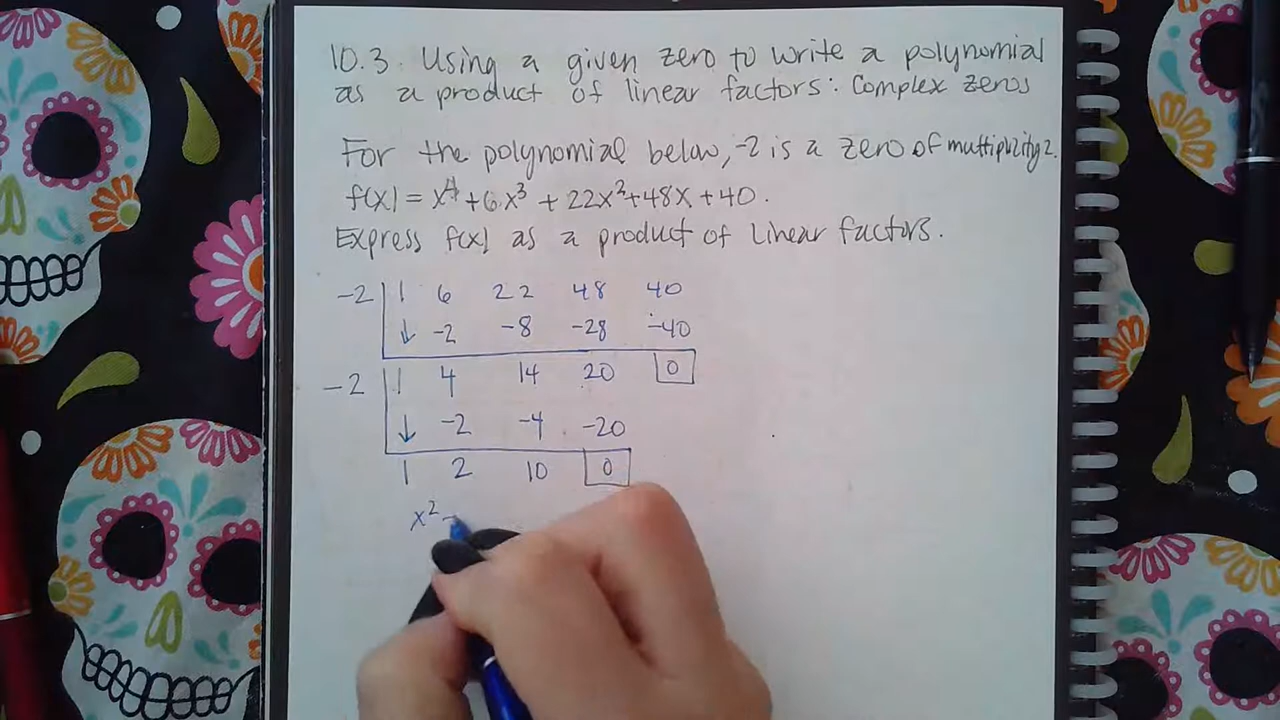 10.3. Using a given zero to write a polynomial
as a product of linear factors: Complex zeros
For the polynomial below, -2 is a zero of multiplicity 2.
f(x) = x⁴ + 6x³ + 22x² + 48x + 40.
Express f(x) as a product of linear factors.
-2 | 1 6 22 48 40
↓ -2 -8 -28 -40
-2 | 1 4 14 20 0
↓ -2 -4 -20
1 2 10 0
x² -